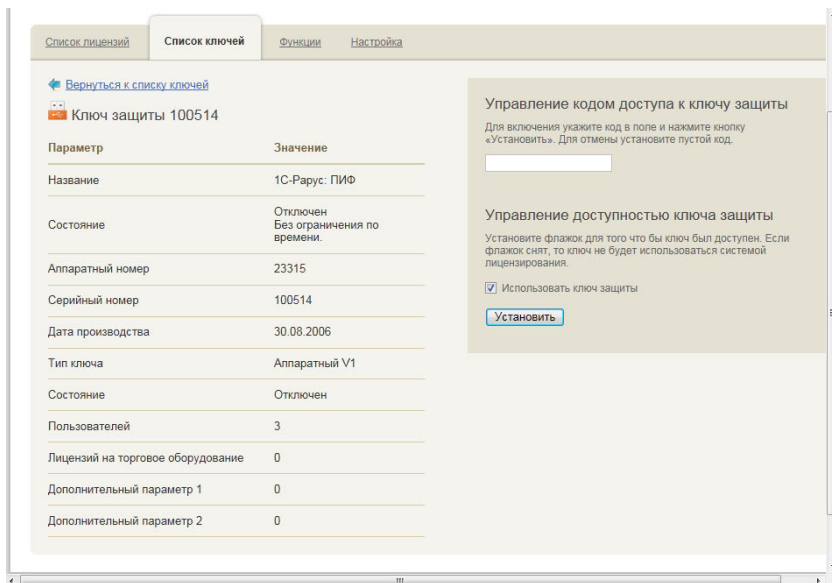 Список лицензий Список ключей Функции Настройка
Вернуться к списку ключей
Ключ защиты 100514
Параметр Значение
Название 1С-Рарус: ПИФ
Состояние Отключен
Без ограничения по
времени.
Аппаратный номер 23315
Серийный номер 100514
Дата производства 30.08.2006
Тип ключа Аппаратный V1
Состояние Отключен
Пользователей 3
Лицензий на торговое оборудование 0
Дополнительный параметр 1 0
Дополнительный параметр 2 0
Управление кодом доступа к ключу защиты
Для включения укажите код в поле и нажмите кнопку
«Установить». Для отмены установите пустой код.
Управление доступностью ключа защиты
Установите флажок для того что бы ключ был доступен. Если
флажок снят, то ключ не будет использоваться системой
лицензирования.
Использовать ключ защиты
Установить